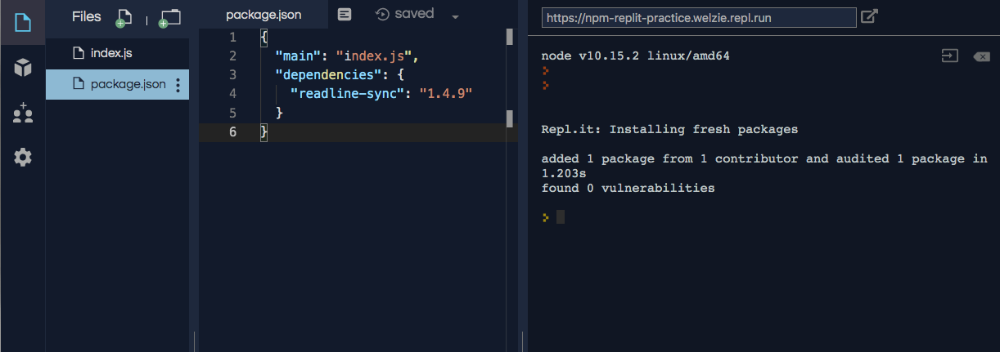 Files
index.js
package.json
package.json
saved
1 {
2 "main": "index.js",
3 "dependencies": {
4 "readline-sync": "1.4.9"
5 }
6 }
https://npm-replit-practice.welzie.repl.run
node v10.15.2 linux/amd64
>
>
Repl.it: Installing fresh packages
added 1 package from 1 contributor and audited 1 package in
1.203s
found 0 vulnerabilities
>